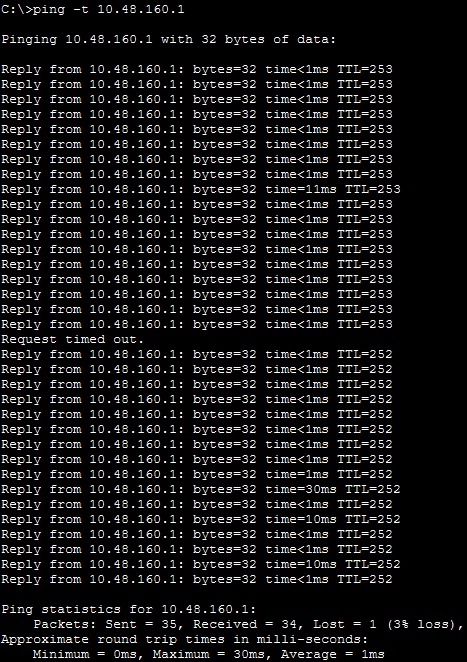 C:\>ping -t 10.48.160.1
Pinging 10.48.160.1 with 32 bytes of data:
Reply from 10.48.160.1: bytes=32 time<1ms TTL=253
Reply from 10.48.160.1: bytes=32 time<1ms TTL=253
Reply from 10.48.160.1: bytes=32 time<1ms TTL=253
Reply from 10.48.160.1: bytes=32 time<1ms TTL=253
Reply from 10.48.160.1: bytes=32 time<1ms TTL=253
Reply from 10.48.160.1: bytes=32 time<1ms TTL=253
Reply from 10.48.160.1: bytes=32 time<1ms TTL=253
Reply from 10.48.160.1: bytes=32 time<1ms TTL=253
Reply from 10.48.160.1: bytes=32 time=11ms TTL=253
Reply from 10.48.160.1: bytes=32 time<1ms TTL=253
Reply from 10.48.160.1: bytes=32 time<1ms TTL=253
Reply from 10.48.160.1: bytes=32 time<1ms TTL=253
Reply from 10.48.160.1: bytes=32 time<1ms TTL=253
Reply from 10.48.160.1: bytes=32 time<1ms TTL=253
Reply from 10.48.160.1: bytes=32 time<1ms TTL=253
Reply from 10.48.160.1: bytes=32 time<1ms TTL=253
Reply from 10.48.160.1: bytes=32 time<1ms TTL=253
Reply from 10.48.160.1: bytes=32 time<1ms TTL=253
Request timed out.
Reply from 10.48.160.1: bytes=32 time<1ms TTL=252
Reply from 10.48.160.1: bytes=32 time<1ms TTL=252
Reply from 10.48.160.1: bytes=32 time<1ms TTL=252
Reply from 10.48.160.1: bytes=32 time<1ms TTL=252
Reply from 10.48.160.1: bytes=32 time<1ms TTL=252
Reply from 10.48.160.1: bytes=32 time<1ms TTL=252
Reply from 10.48.160.1: bytes=32 time<1ms TTL=252
Reply from 10.48.160.1: bytes=32 time<1ms TTL=252
Reply from 10.48.160.1: bytes=32 time=1ms TTL=252
Reply from 10.48.160.1: bytes=32 time=30ms TTL=252
Reply from 10.48.160.1: bytes=32 time<1ms TTL=252
Reply from 10.48.160.1: bytes=32 time=10ms TTL=252
Reply from 10.48.160.1: bytes=32 time<1ms TTL=252
Reply from 10.48.160.1: bytes=32 time<1ms TTL=252
Reply from 10.48.160.1: bytes=32 time=10ms TTL=252
Reply from 10.48.160.1: bytes=32 time<1ms TTL=252
Ping statistics for 10.48.160.1:
Packets: Sent = 35, Received = 34, Lost = 1 (3% loss),
Approximate round trip times in milli-seconds:
Minimum = 0ms, Maximum = 30ms, Average = 1ms